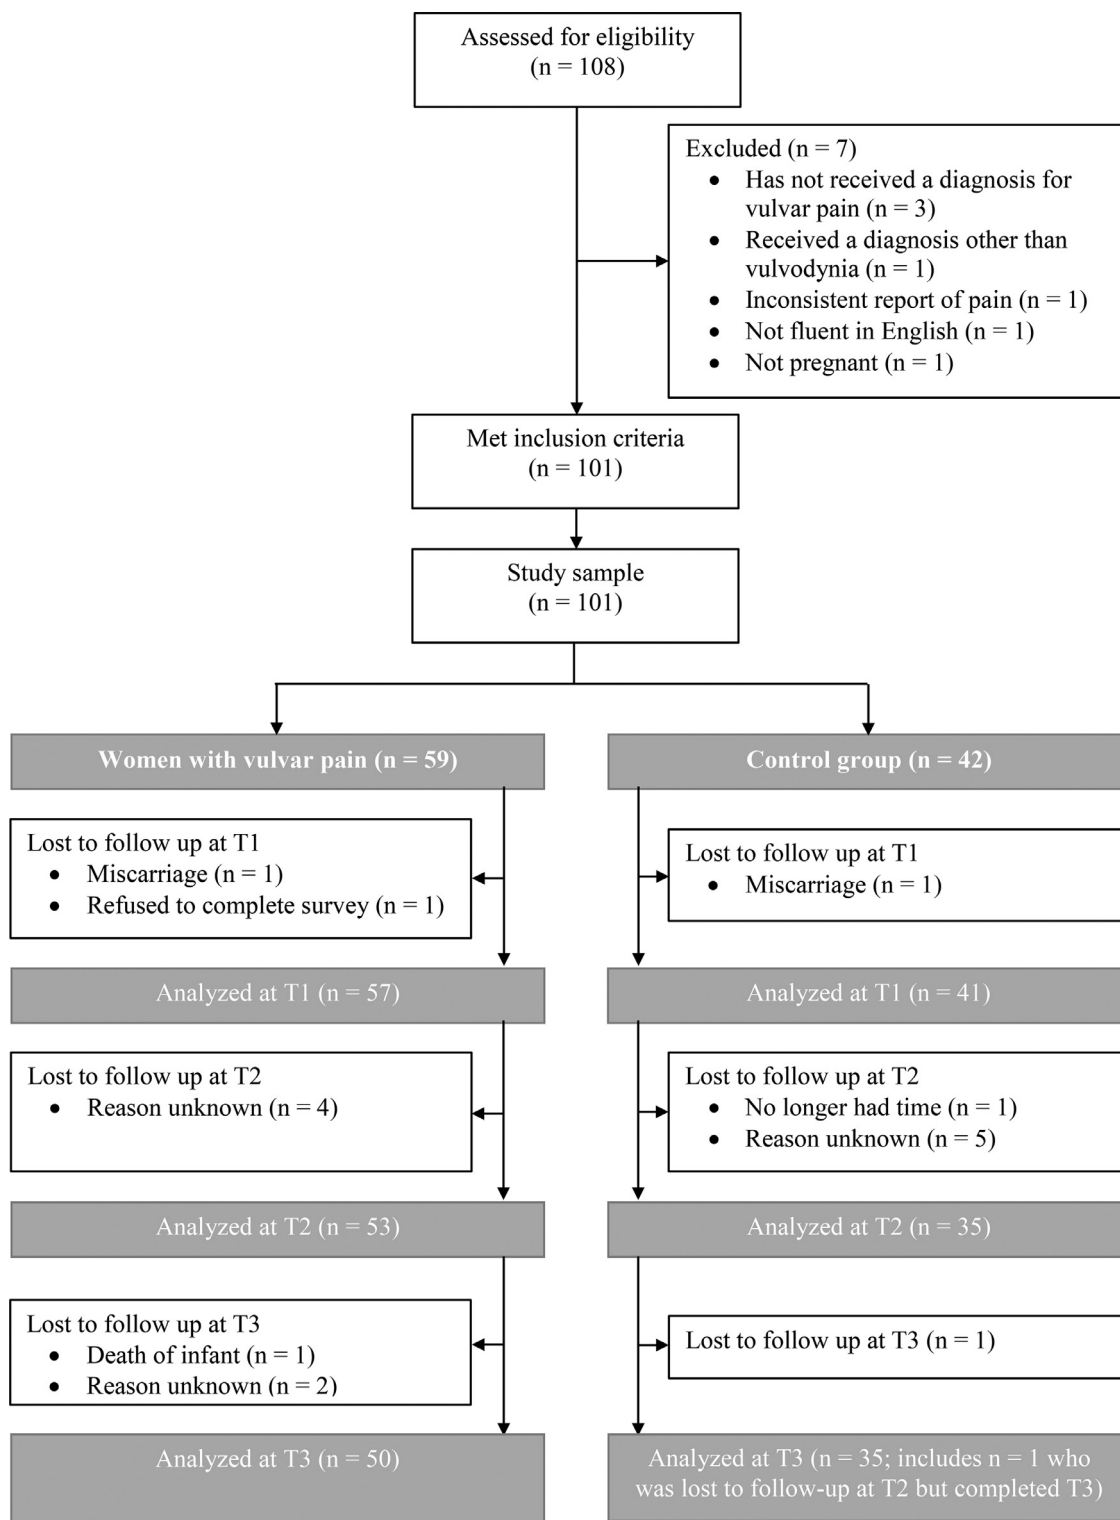 Assessed for eligibility
(n = 108)
Excluded (n = 7)
• Has not received a diagnosis for
vulvar pain (n = 3)
• Received a diagnosis other than
vulvodynia (n = 1)
• Inconsistent report of pain (n = 1)
• Not fluent in English (n = 1)
• Not pregnant (n = 1)
Met inclusion criteria
(n = 101)
Study sample
(n = 101)
Women with vulvar pain (n = 59)
Control group (n = 42)
Lost to follow up at T1
• Miscarriage (n = 1)
• Refused to complete survey (n = 1)
Lost to follow up at T1
• Miscarriage (n = 1)
Analyzed at T1 (n = 57)
Analyzed at T1 (n = 41)
Lost to follow up at T2
• Reason unknown (n = 4)
Lost to follow up at T2
• No longer had time (n = 1)
• Reason unknown (n = 5)
Analyzed at T2 (n = 53)
Analyzed at T2 (n = 35)
Lost to follow up at T3
• Death of infant (n = 1)
• Reason unknown (n = 2)
Lost to follow up at T3 (n = 1)
Analyzed at T3 (n = 50)
Analyzed at T3 (n = 35; includes n = 1 who
was lost to follow-up at T2 but completed T3)